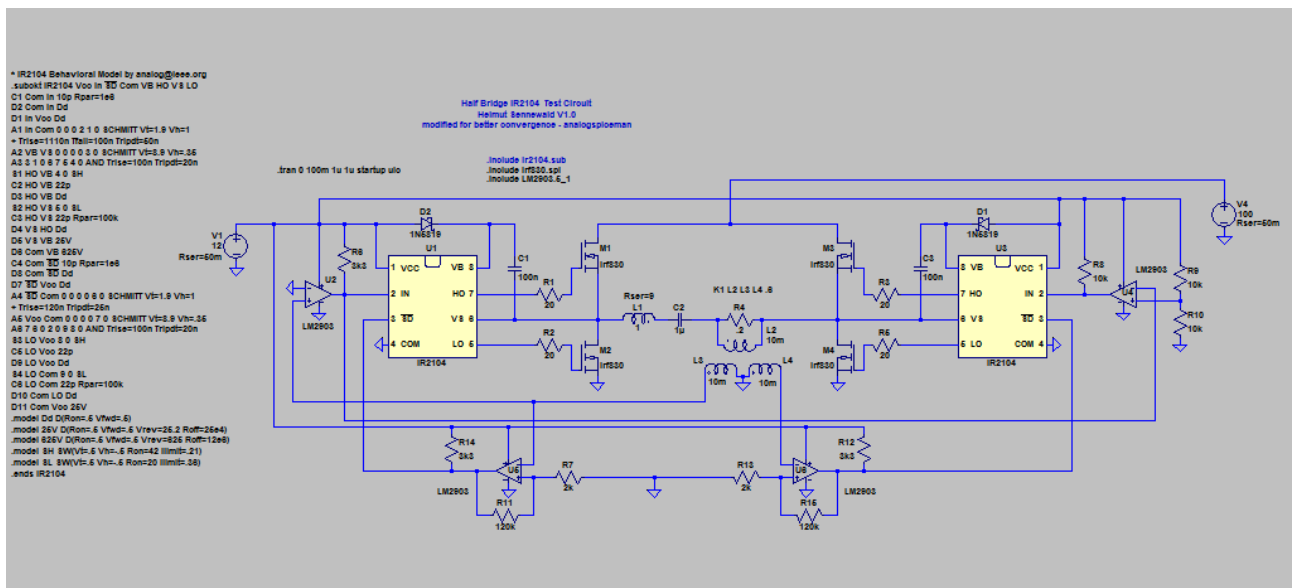 * IR2104 Behavioral Model by analog@ieee.org
.subckt IR2104 Vcc In SD Com VB HO VS LO
C1 Com In 10p Rpar=1e6
D2 Com In Dd
D1 In Vcc Dd
A1 In Com 0 0 0 2 1 0 SCHMITT Vt=1.9 Vh=1
+ Trise=1110n Tfall=100n Tripdt=50n
A2 VB VS 0 0 0 0 3 0 SCHMITT Vt=8.9 Vh=.35
A3 3 1 0 6 7 5 4 0 AND Trise=100n Tripdt=20n
S1 HO VB 4 0 SH
C2 HO VB 22p
D3 HO VB Dd
S2 HO VS 5 0 SL
C3 HO VS 22p Rpar=100k
D4 VS HO Dd
D5 VS VB 25V
D6 Com VB 625V
C4 Com SD 10p Rpar=1e6
D8 Com SD Dd
D7 SD Vcc Dd
A4 SD Com 0 0 0 0 6 0 SCHMITT Vt=1.9 Vh=1
+ Trise=120n Tripdt=25n
A5 Vcc Com 0 0 0 0 7 0 SCHMITT Vt=8.9 Vh=.35
A6 7 6 0 2 0 9 8 0 AND Trise=100n Tripdt=20n
S3 LO Vcc 8 0 SH
C5 LO Vcc 22p
D9 LO Vcc Dd
S4 LO Com 9 0 SL
C6 LO Com 22p Rpar=100k
D10 Com LO Dd
D11 Com Vcc 25V
.model Dd D(Ron=.5 Vfwd=.5)
.model 25V D(Ron=.5 Vfwd=.5 Vrev=25.2 Roff=25e4)
.model 625V D(Ron=.5 Vfwd=.5 Vrev=625 Roff=12e6)
.model SH SW(Vt=.5 Vh=-.5 Ron=42 Ilimit=.21)
.model SL SW(Vt=.5 Vh=-.5 Ron=20 Ilimit=.36)
.ends IR2104
Half Bridge IR2104 Test Circuit
Helmut Sennewald V1.0
modified for better convergence - analogspiceman
.include ir2104.sub
.include irf830.spi
.include LM2903.5_1
.tran 0 100m 1u 1u startup uic
V1
12
Rser=50m
R6
3k3
U2
LM2903
D2
1N5819
U1
1 VCC VB 8
2 IN HO 7
3 SD VS 6
4 COM LO 5
IR2104
C1
100n
R1
20
R2
20
M1
irf830
M2
irf830
Rser=9
L1
1
C2
1µ
K1 L2 L3 L4 .6
R4
.2
L2
10m
L3
10m
L4
10m
M3
irf830
M4
irf830
R3
20
R5
20
C3
100n
D1
1N5819
U3
8 VB VCC 1
7 HO IN 2
6 VS SD 3
5 LO COM 4
IR2104
R8
10k
LM2903
U4
R9
10k
R10
10k
V4
100
Rser=50m
R14
3k3
U5
LM2903
R11
120k
R7
2k
R13
2k
U6
LM2903
R12
3k3
R15
120k